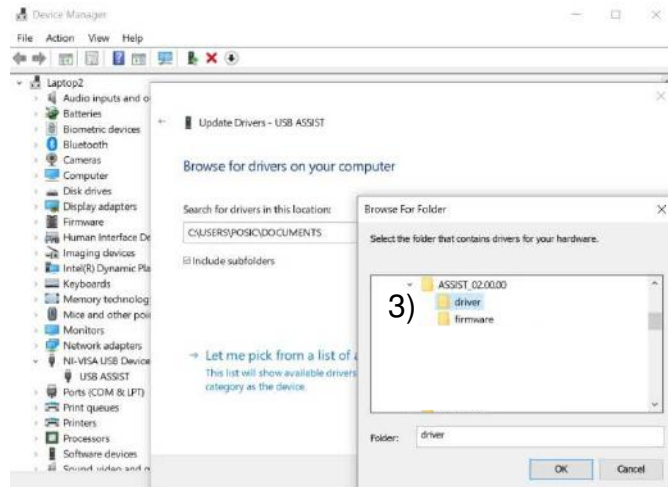 Device Manager
File Action View Help
Laptop2
Audio inputs and o
Batteries
Biometric devices
Bluetooth
Cameras
Computer
Disk drives
Display adapters
Firmware
Human Interface De
Imaging devices
Intel(R) Dynamic Pla
Keyboards
Memory technolog
Mice and other poi
Monitors
Network adapters
NI-VISA USB Device
USB ASSIST
Ports (COM & LPT)
Print queues
Printers
Processors
Software devices
Sound, video and g
Update Drivers - USB ASSIST
Browse for drivers on your computer
Search for drivers in this location:
C:\USERS\POSIC\DOCUMENTS
Include subfolders
Let me pick from a list of a
This list will show available drivers
category as the device.
Browse For Folder
Select the folder that contains drivers for your hardware.
ASSIST_02.00.00
3) driver
firmware
Folder: driver
OK Cancel